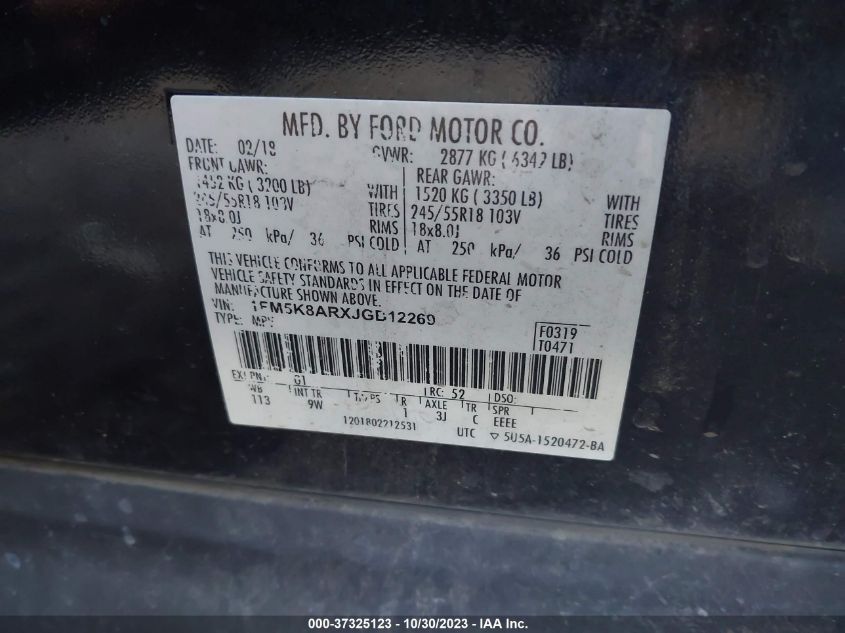 MFD. BY FORD MOTOR CO.
DATE: 02/18 GVWR: 2877 KG ( 6342 LB)
FRONT GAWR: REAR GAWR:
1452 KG ( 3200 LB) WITH 1520 KG ( 3350 LB) WITH
245/55R18 103V TIRES 245/55R18 103V TIRES
18x8.0J RIMS 18x8.0J RIMS
AT 250 kPa/ 36 PSI COLD AT 250 kPa/ 36 PSI COLD
THIS VEHICLE CONFORMS TO ALL APPLICABLE FEDERAL MOTOR
VEHICLE SAFETY STANDARDS IN EFFECT ON THE DATE OF
MANUFACTURE SHOWN ABOVE.
VIN: 1FM5K8ARXJGB12269
TYPE: MPV
F0319
T0471
EXT PNT: G1 RC: 52 DSO:
WB INT TR TP/PS R AXLE TR SPR
113 9W 1 3J C EEEE
1201802212531 UTC ▽ 5U5A-1520472-BA
000-37325123 - 10/30/2023 - IAA Inc.